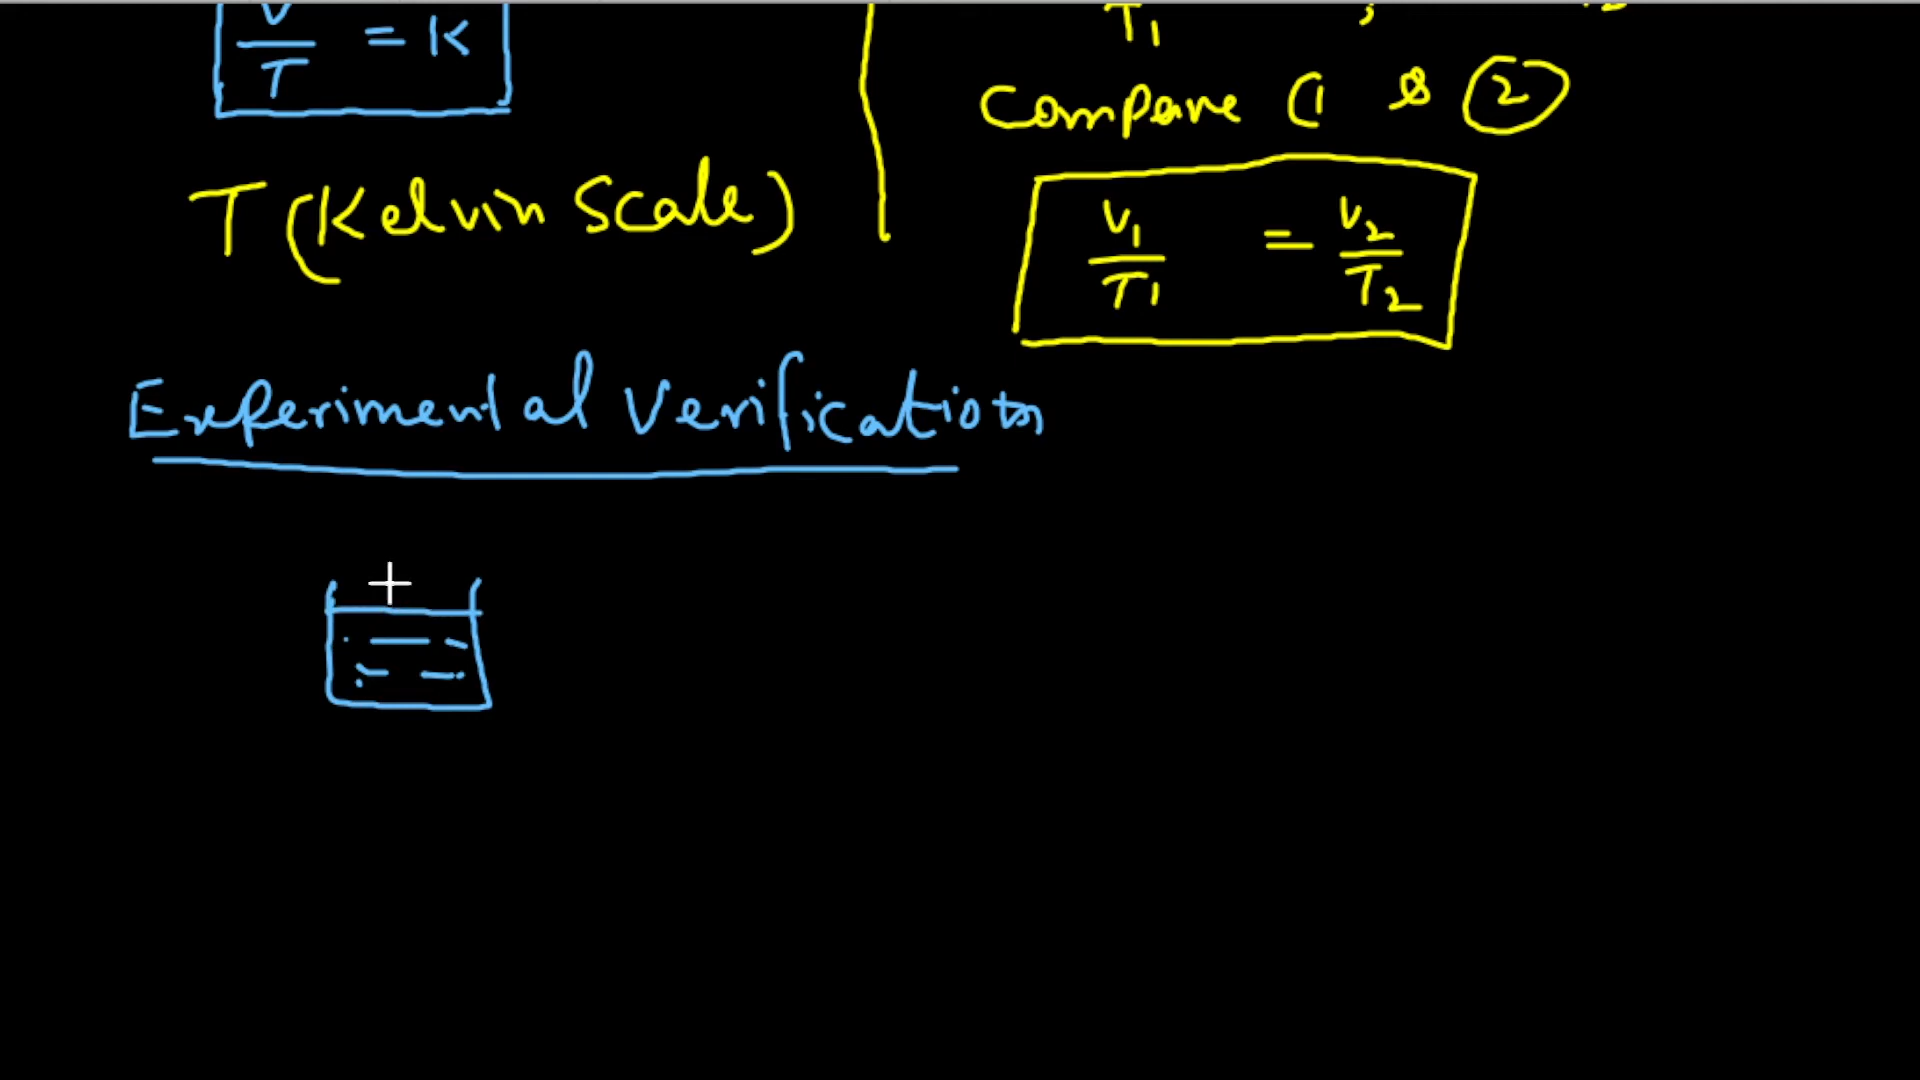 V/T = K
T (Kelvin Scale)
T1
Compare (1 & 2
V1/T1 = V2/T2
Experimental Verification